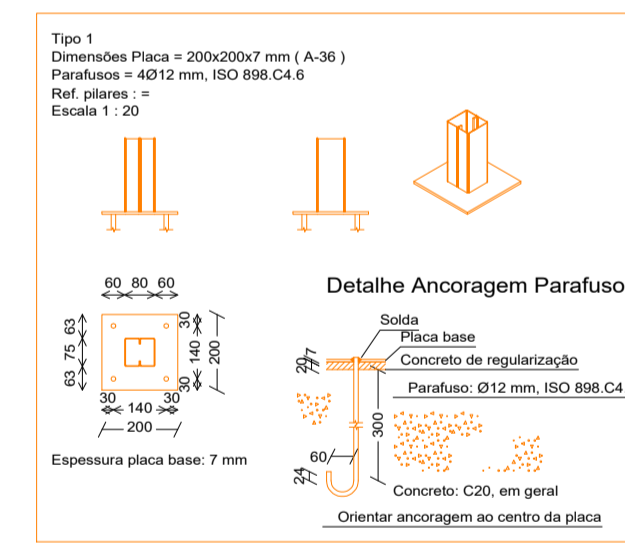 Tipo 1
Dimensões Placa = 200x200x7 mm ( A-36 )
Parafusos = 4Ø12 mm, ISO 898.C4.6
Ref. pilares : =
Escala 1 : 20
60 80 60
63
75
63
30
140
30
200
30 30
140
200
Espessura placa base: 7 mm
Detalhe Ancoragem Parafuso
Solda
Placa base
Concreto de regularização
Parafuso: Ø12 mm, ISO 898.C4
20
7
300
60
24
Concreto: C20, em geral
Orientar ancoragem ao centro da placa